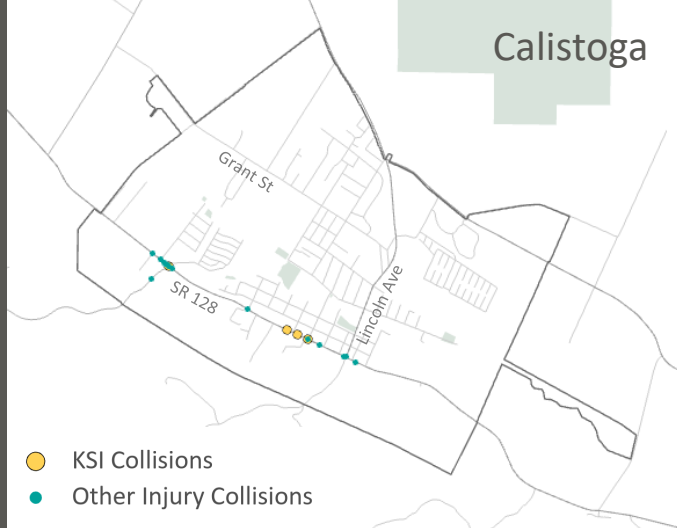 Calistoga
Grant St
SR 128
Lincoln Ave
KSI Collisions
Other Injury Collisions